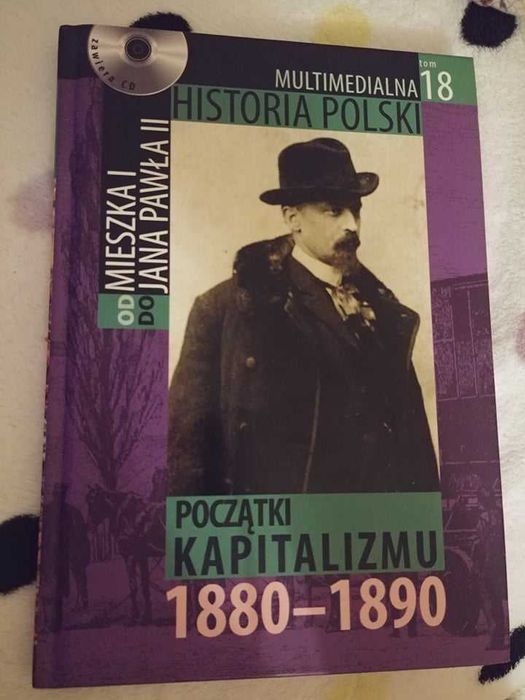 zawiera CD
MULTIMEDIALNA
HISTORIA POLSKI
tom
18
OD MIESZKA I
DO JANA PAWŁA II
POCZĄTKI
KAPITALIZMU
1880–1890